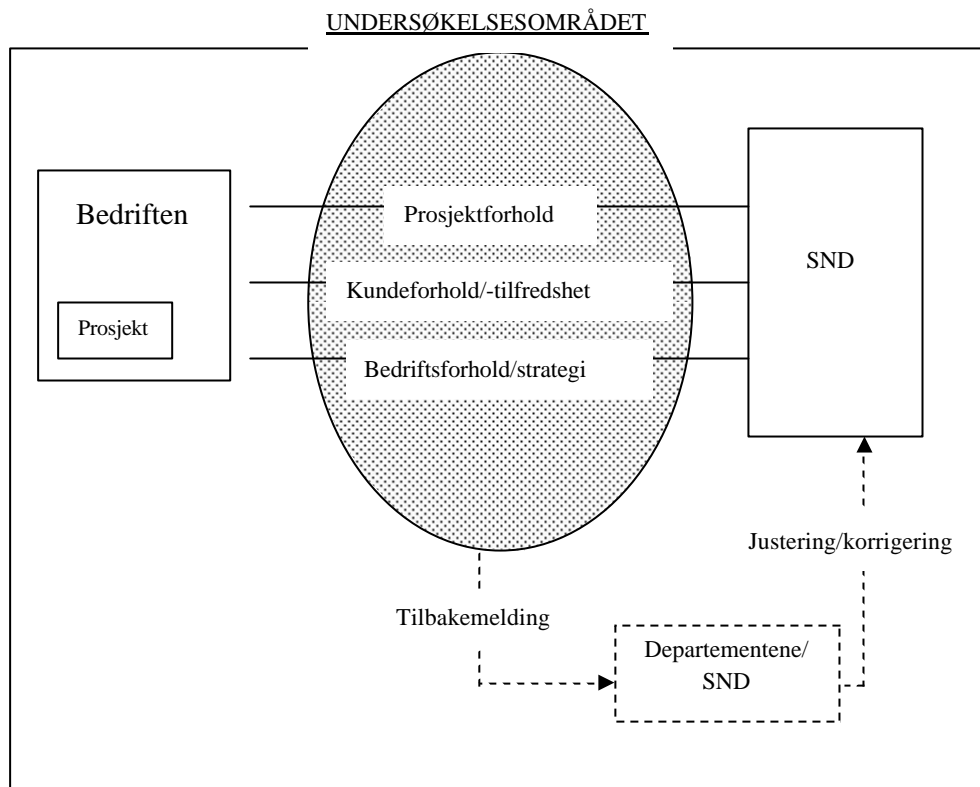 UNDERSØKELSESOMRÅDET
Bedriften
Prosjekt
Prosjektforhold
Kundeforhold/-tilfredshet
Bedriftsforhold/strategi
SND
Justering/korrigering
Tilbakemelding
Departementene/
SND